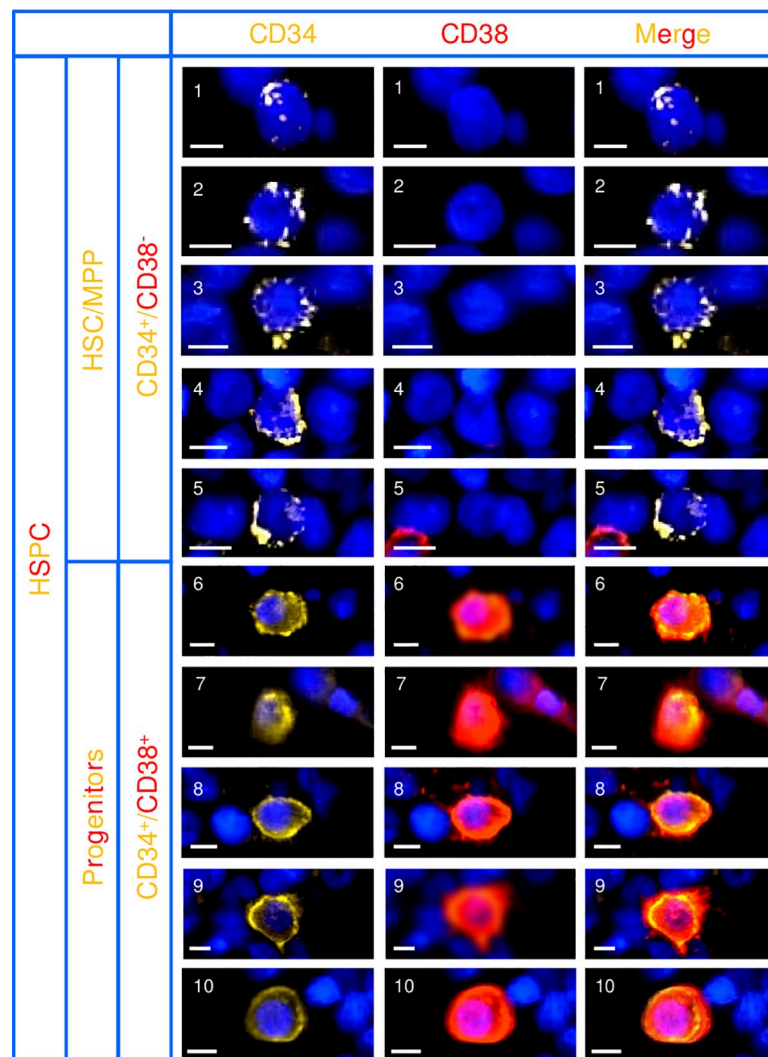 CD34 CD38 Merge
HSPC
HSC/MPP
CD34⁺/CD38⁻
1 1 1
2 2 2
3 3 3
4 4 4
5 5 5
Progenitors
CD34⁺/CD38⁺
6 6 6
7 7 7
8 8 8
9 9 9
10 10 10